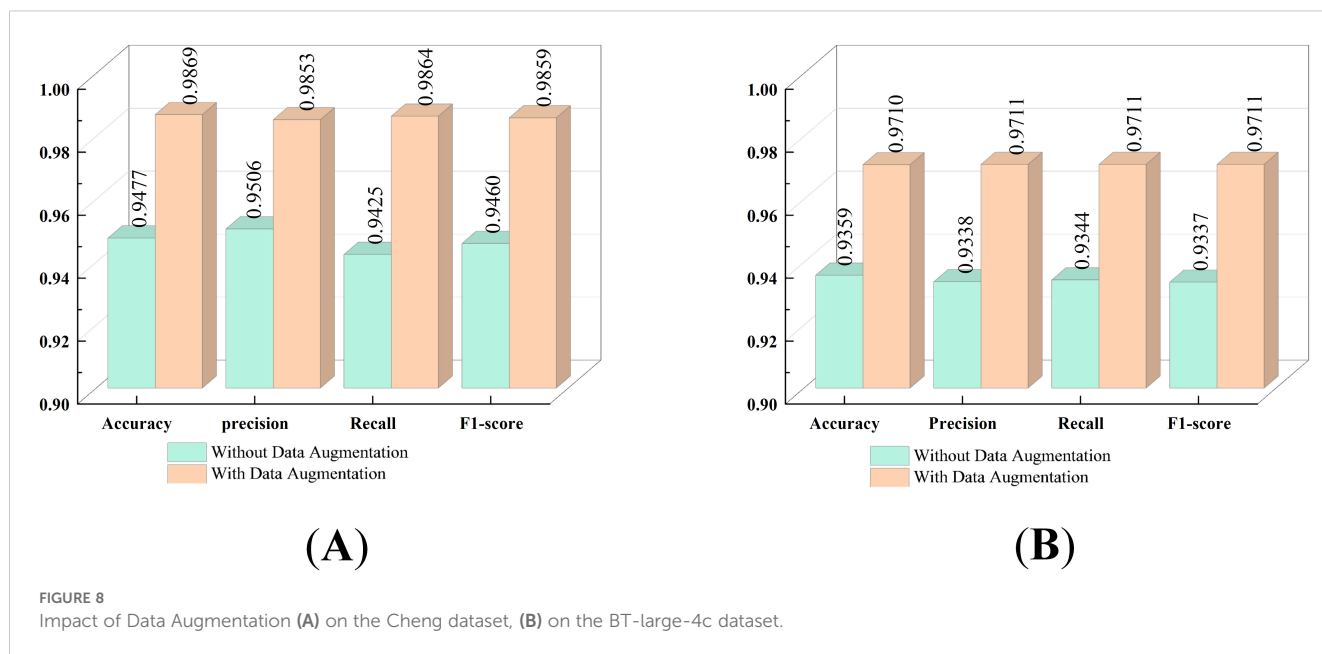 0.9869
0.9853
0.9864
0.9859
1.00
0.9477
0.9506
0.9425
0.9460
0.98
0.96
0.94
0.92
0.90
Accuracy precision Recall F1-score
Without Data Augmentation
With Data Augmentation
(A)
1.00
0.9710
0.9711
0.9711
0.9711
0.98
0.9359
0.9338
0.9344
0.9337
0.96
0.94
0.92
0.90
Accuracy Precision Recall F1-score
Without Data Augmentation
With Data Augmentation
(B)
FIGURE 8
Impact of Data Augmentation (A) on the Cheng dataset, (B) on the BT-large-4c dataset.